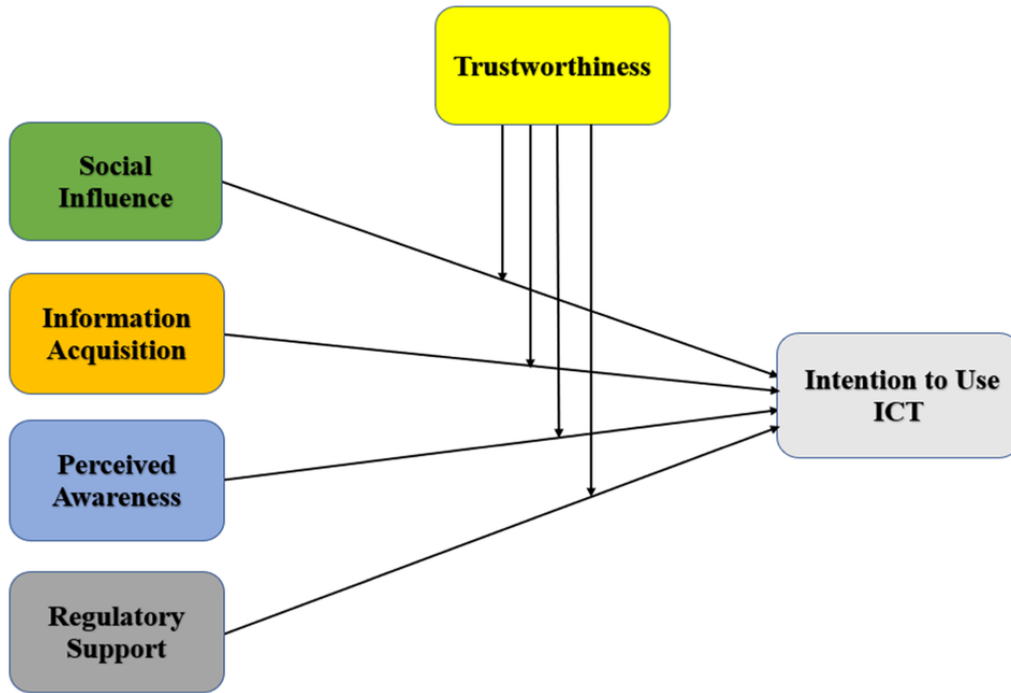 Trustworthiness
Social
Influence
Information
Acquisition
Perceived
Awareness
Regulatory
Support
Intention to Use
ICT